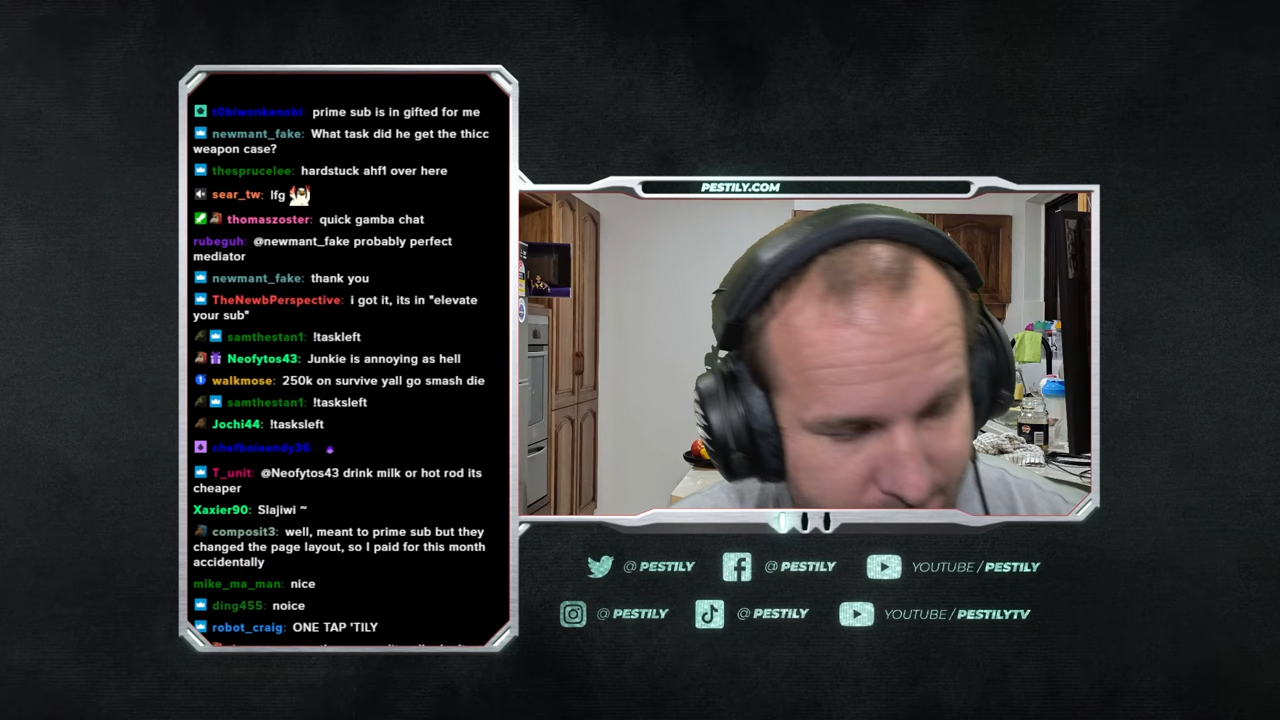 t0biwankenobi: prime sub is in gifted for me
newmant_fake: What task did he get the thicc
weapon case?
thesprucelee: hardstuck ahf1 over here
sear_tw: lfg
thomaszoster: quick gamba chat
rubeguh: @newmant_fake probably perfect
mediator
newmant_fake: thank you
TheNewbPerspective: i got it, its in "elevate
your sub"
samthestan1: !taskleft
Neofytos43: Junkie is annoying as hell
walkmose: 250k on survive yall go smash die
samthestan1: !tasksleft
Jochi44: !tasksleft
T_unit: @Neofytos43 drink milk or hot rod its
cheaper
Xaxier90: Slajiwi ~
composit3: well, meant to prime sub but they
changed the page layout, so I paid for this month
accidentally
mike_ma_man: nice
ding455: noice
robot_craig: ONE TAP 'TILY
PESTILY.COM
@ PESTILY
@ PESTILY
YOUTUBE / PESTILY
@ PESTILY
@ PESTILY
YOUTUBE / PESTILYTV